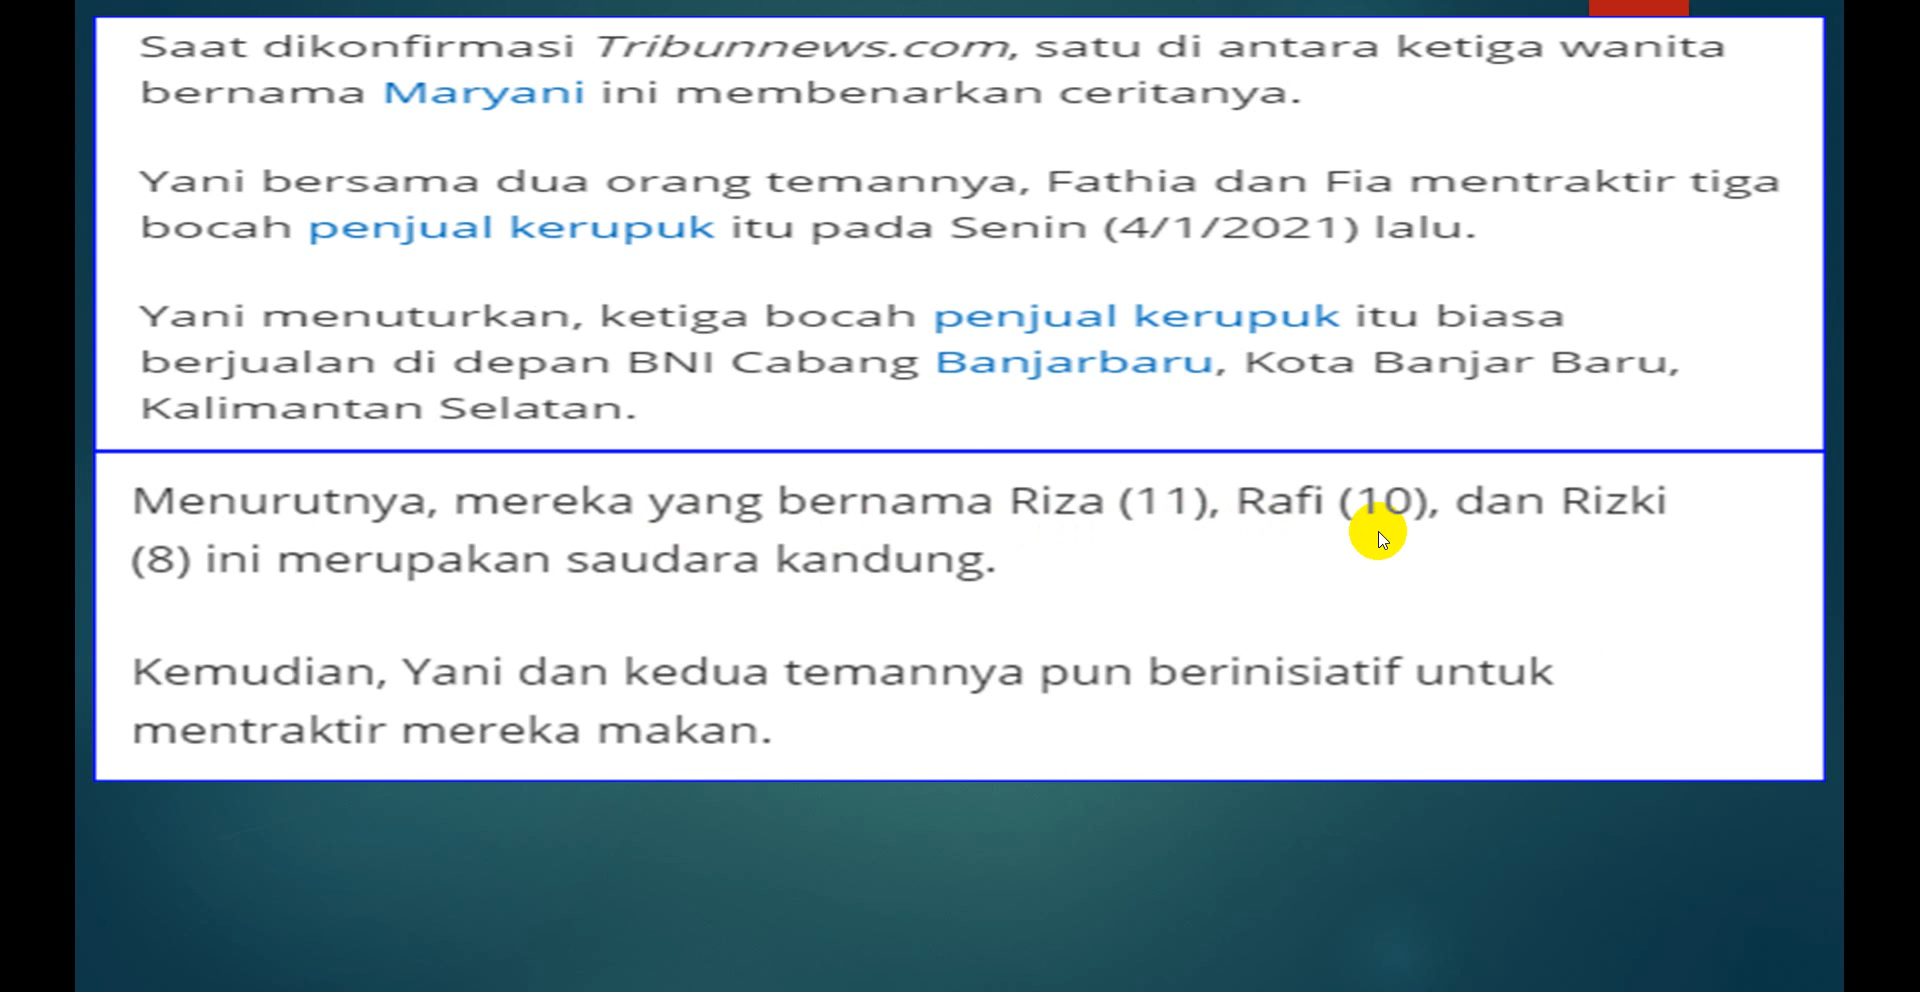 Saat dikonfirmasi Tribunnews.com, satu di antara ketiga wanita
bernama Maryani ini membenarkan ceritanya.
Yani bersama dua orang temannya, Fathia dan Fia mentraktir tiga
bocah penjual kerupuk itu pada Senin (4/1/2021) lalu.
Yani menuturkan, ketiga bocah penjual kerupuk itu biasa
berjualan di depan BNI Cabang Banjarbaru, Kota Banjar Baru,
Kalimantan Selatan.
Menurutnya, mereka yang bernama Riza (11), Rafi (10), dan Rizki
(8) ini merupakan saudara kandung.
Kemudian, Yani dan kedua temannya pun berinisiatif untuk
mentraktir mereka makan.